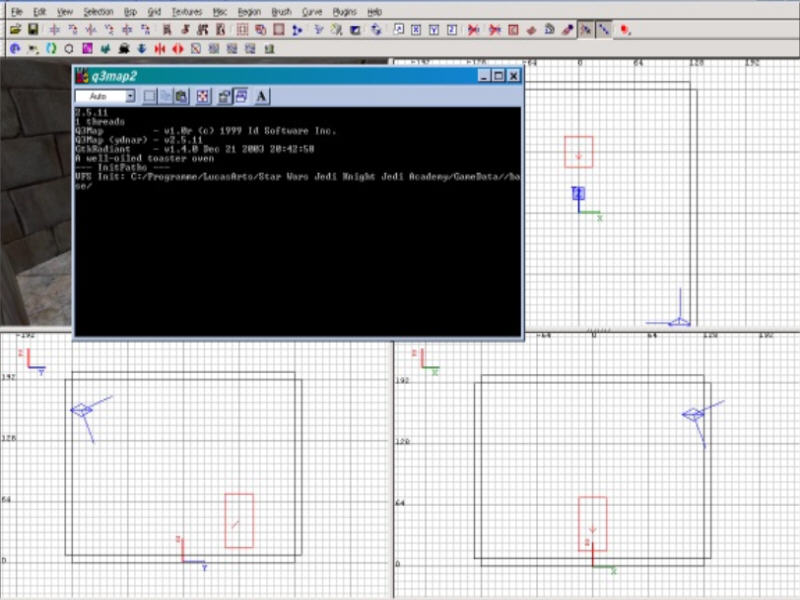 File Edit View Selection Bsp Grid Textures Misc Region Brush Curve Plugins Help
q3map2
Auto
A
2.5.11
1 threads
Q3Map - v1.0r (c) 1999 Id Software Inc.
Q3Map (ydnar) - v2.5.11
GtkRadiant - v1.4.0 Dec 21 2003 20:42:58
A well-oiled toaster oven
--- InitPaths ---
VFS Init: C:/Programme/LucasArts/Star Wars Jedi Knight Jedi Academy/GameData//ba
se/
-192 -128 0 64 128 192
X
-192
-64 0 64 128 192
Y
X
192
192
128
128
64
64
0
0
Y
X